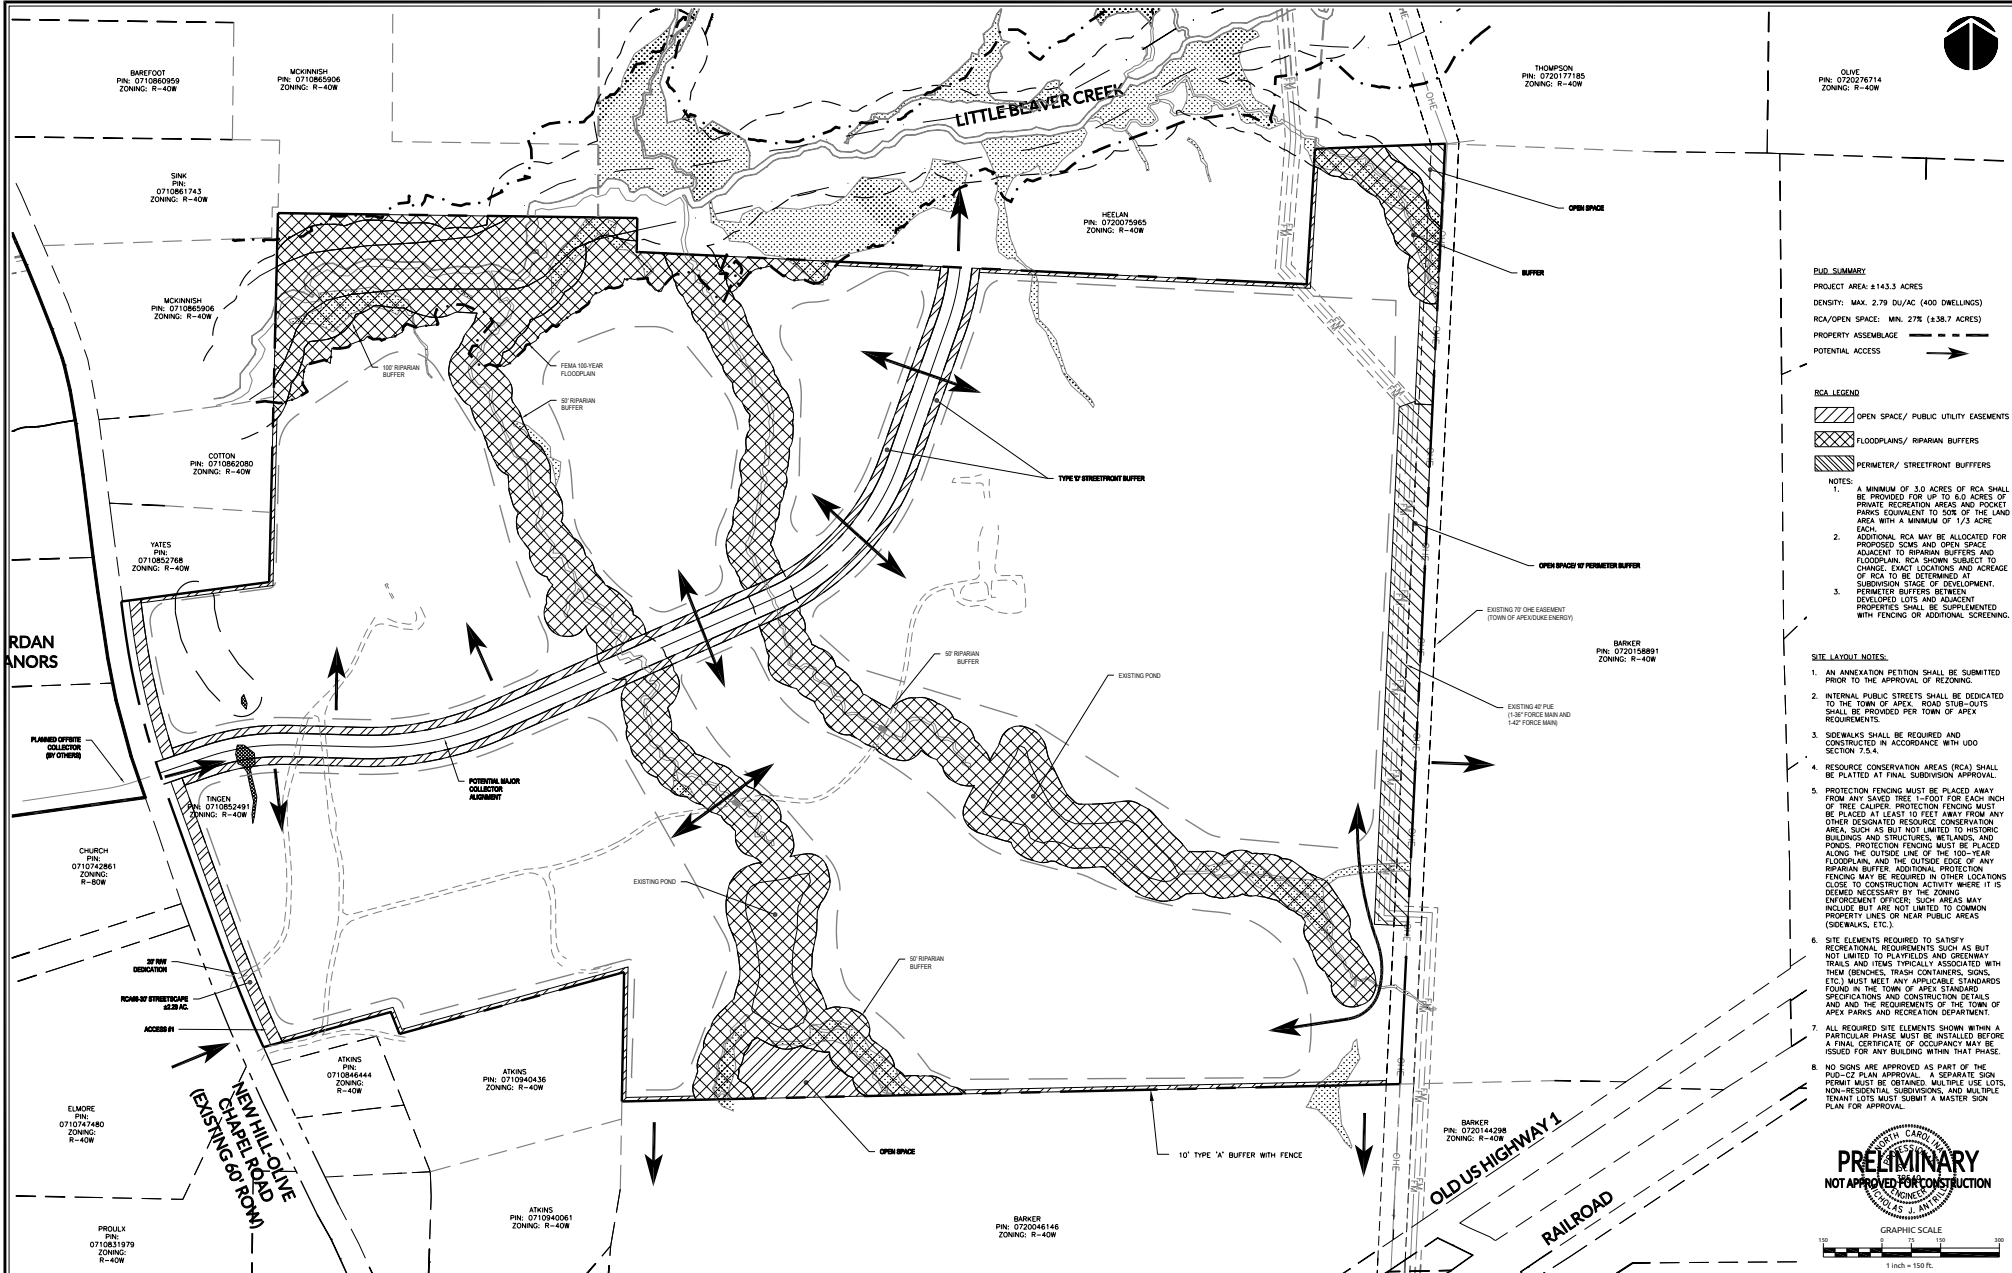 BAREFOOT
PIN: 0710860959
ZONING: R-40W
MCKINNISH
PIN: 0710865906
ZONING: R-40W
LITTLE BEAVER CREEK
THOMPSON
PIN: 0720177185
ZONING: R-40W
OLIVE
PIN: 0720276714
ZONING: R-40W
SINK
PIN:
0710861743
ZONING: R-40W
HEELAN
PIN: 0720075965
ZONING: R-40W
OPEN SPACE
BUFFER
MCKINNISH
PIN: 0710865906
ZONING: R-40W
100' RIPARIAN
BUFFER
FEMA 100-YEAR
FLOODPLAIN
50' RIPARIAN
BUFFER
COTTON
PIN: 0710862080
ZONING: R-40W
TYPE 'D' STREETFRONT BUFFER
YATES
PIN:
0710852768
ZONING: R-40W
OPEN SPACE/ 10' PERIMETER BUFFER
EXISTING 70' OHE EASEMENT
(TOWN OF APEX/DUKE ENERGY)
RDAN
ANORS
BARKER
PIN: 0720158891
ZONING: R-40W
50' RIPARIAN
BUFFER
EXISTING POND
EXISTING 40' PUE
(1-36" FORCE MAIN AND
1-42" FORCE MAIN)
PLANNED OFFSITE
COLLECTOR
(BY OTHERS)
POTENTIAL MAJOR
COLLECTOR
ALIGNMENT
TINGEN
PIN: 0710852491
ZONING: R-40W
CHURCH
PIN:
0710742861
ZONING:
R-80W
EXISTING POND
50' RIPARIAN
BUFFER
20' R/W
DEDICATION
RCA#6-30' STREETSCAPE
±2.29 AC.
ACCESS #1
ATKINS
PIN:
0710846444
ZONING:
R-40W
ATKINS
PIN: 0710940436
ZONING: R-40W
ELMORE
PIN:
0710747480
ZONING:
R-40W
NEW HILL-OLIVE
CHAPEL ROAD
(EXISTING 60' ROW)
OPEN SPACE
10' TYPE 'A' BUFFER WITH FENCE
BARKER
PIN: 0720144298
ZONING: R-40W
OLD US HIGHWAY 1
RAILROAD
ATKINS
PIN: 0710940061
ZONING: R-40W
BARKER
PIN: 0720046146
ZONING: R-40W
PROULX
PIN:
0710831979
ZONING:
R-40W
PUD SUMMARY
PROJECT AREA: ±143.3 ACRES
DENSITY: MAX. 2.79 DU/AC (400 DWELLINGS)
RCA/OPEN SPACE: MIN. 27% (±38.7 ACRES)
PROPERTY ASSEMBLAGE
POTENTIAL ACCESS
RCA LEGEND
OPEN SPACE/ PUBLIC UTILITY EASEMENTS
FLOODPLAINS/ RIPARIAN BUFFERS
PERIMETER/ STREETFRONT BUFFFERS
NOTES:
1. A MINIMUM OF 3.0 ACRES OF RCA SHALL
BE PROVIDED FOR UP TO 6.0 ACRES OF
PRIVATE RECREATION AREAS AND POCKET
PARKS EQUIVALENT TO 50% OF THE LAND
AREA WITH A MINIMUM OF 1/3 ACRE
EACH.
2. ADDITIONAL RCA MAY BE ALLOCATED FOR
PROPOSED SCMS AND OPEN SPACE
ADJACENT TO RIPARIAN BUFFERS AND
FLOODPLAIN. RCA SHOWN SUBJECT TO
CHANGE. EXACT LOCATIONS AND ACREAGE
OF RCA TO BE DETERMINED AT
SUBDIVISION STAGE OF DEVELOPMENT.
3. PERIMETER BUFFERS BETWEEN
DEVELOPED LOTS AND ADJACENT
PROPERTIES SHALL BE SUPPLEMENTED
WITH FENCING OR ADDITIONAL SCREENING.
SITE LAYOUT NOTES:
1. AN ANNEXATION PETITION SHALL BE SUBMITTED
PRIOR TO THE APPROVAL OF REZONING.
2. INTERNAL PUBLIC STREETS SHALL BE DEDICATED
TO THE TOWN OF APEX. ROAD STUB-OUTS
SHALL BE PROVIDED PER TOWN OF APEX
REQUIREMENTS.
3. SIDEWALKS SHALL BE REQUIRED AND
CONSTRUCTED IN ACCORDANCE WITH UDO
SECTION 7.5.4.
4. RESOURCE CONSERVATION AREAS (RCA) SHALL
BE PLATTED AT FINAL SUBDIVISION APPROVAL.
5. PROTECTION FENCING MUST BE PLACED AWAY
FROM ANY SAVED TREE 1-FOOT FOR EACH INCH
OF TREE CALIPER. PROTECTION FENCING MUST
BE PLACED AT LEAST 10 FEET AWAY FROM ANY
OTHER DESIGNATED RESOURCE CONSERVATION
AREA, SUCH AS BUT NOT LIMITED TO HISTORIC
BUILDINGS AND STRUCTURES, WETLANDS, AND
PONDS. PROTECTION FENCING MUST BE PLACED
ALONG THE OUTSIDE LINE OF THE 100-YEAR
FLOODPLAIN, AND THE OUTSIDE EDGE OF ANY
RIPARIAN BUFFER. ADDITIONAL PROTECTION
FENCING MAY BE REQUIRED IN OTHER LOCATIONS
CLOSE TO CONSTRUCTION ACTIVITY WHERE IT IS
DEEMED NECESSARY BY THE ZONING
ENFORCEMENT OFFICER; SUCH AREAS MAY
INCLUDE BUT ARE NOT LIMITED TO COMMON
PROPERTY LINES OR NEAR PUBLIC AREAS
(SIDEWALKS, ETC.).
6. SITE ELEMENTS REQUIRED TO SATISFY
RECREATIONAL REQUIREMENTS SUCH AS BUT
NOT LIMITED TO PLAYFIELDS AND GREENWAY
TRAILS AND ITEMS TYPICALLY ASSOCIATED WITH
THEM (BENCHES, TRASH CONTAINERS, SIGNS,
ETC.) MUST MEET ANY APPLICABLE STANDARDS
FOUND IN THE TOWN OF APEX STANDARD
SPECIFICATIONS AND CONSTRUCTION DETAILS
AND AND THE REQUIREMENTS OF THE TOWN OF
APEX PARKS AND RECREATION DEPARTMENT.
7. ALL REQUIRED SITE ELEMENTS SHOWN WITHIN A
PARTICULAR PHASE MUST BE INSTALLED BEFORE
A FINAL CERTIFICATE OF OCCUPANCY MAY BE
ISSUED FOR ANY BUILDING WITHIN THAT PHASE.
8. NO SIGNS ARE APPROVED AS PART OF THE
PUD-CZ PLAN APPROVAL. A SEPARATE SIGN
PERMIT MUST BE OBTAINED. MULTIPLE USE LOTS,
NON-RESIDENTIAL SUBDIVISIONS, AND MULTIPLE
TENANT LOTS MUST SUBMIT A MASTER SIGN
PLAN FOR APPROVAL.
NORTH CAROLINA
PRELIMINARY
NOT APPROVED FOR CONSTRUCTION
ENGINEER
NICHOLAS J. ANTRILLI
GRAPHIC SCALE
150 0 75 150 300
1 inch = 150 ft.